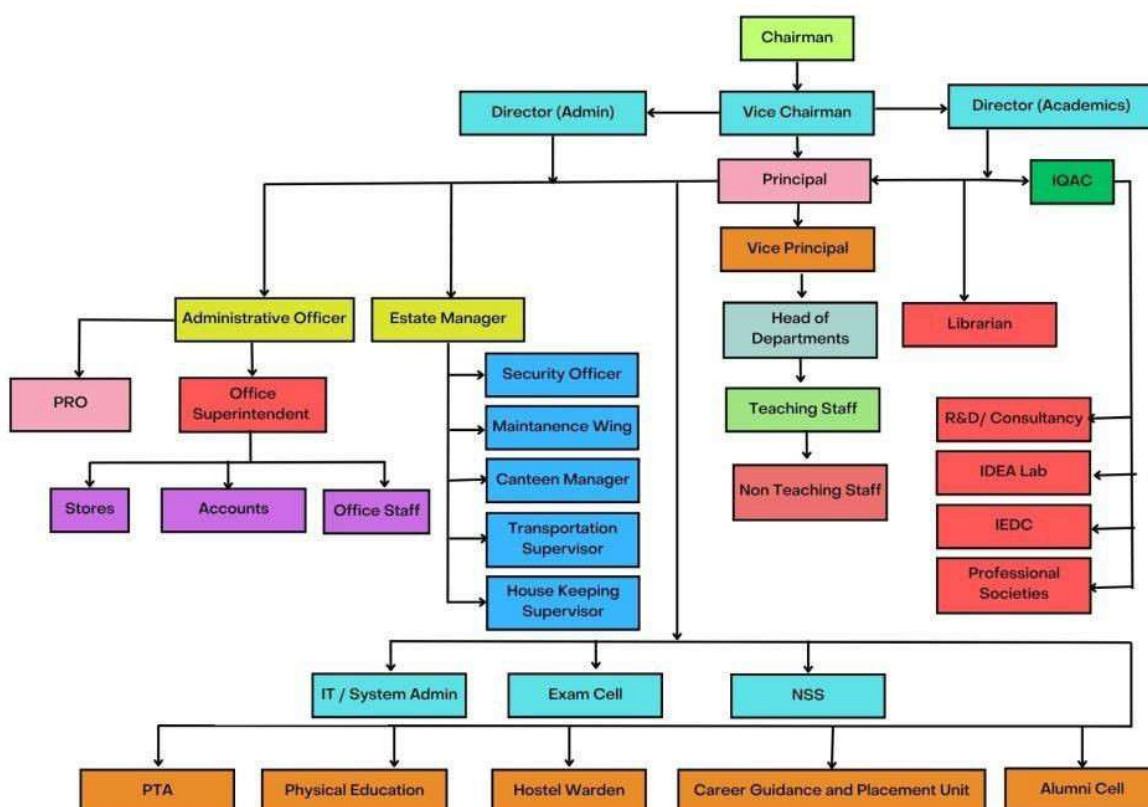 Chairman
Director (Admin)
Vice Chairman
Director (Academics)
Principal
IQAC
Vice Principal
Administrative Officer
Estate Manager
Head of
Departments
Librarian
PRO
Office
Superintendent
Security Officer
Teaching Staff
R&D/ Consultancy
Maintanence Wing
Stores
Accounts
Office Staff
Canteen Manager
Non Teaching Staff
IDEA Lab
Transportation
Supervisor
IEDC
House Keeping
Supervisor
Professional
Societies
IT / System Admin
Exam Cell
NSS
PTA
Physical Education
Hostel Warden
Career Guidance and Placement Unit
Alumni Cell